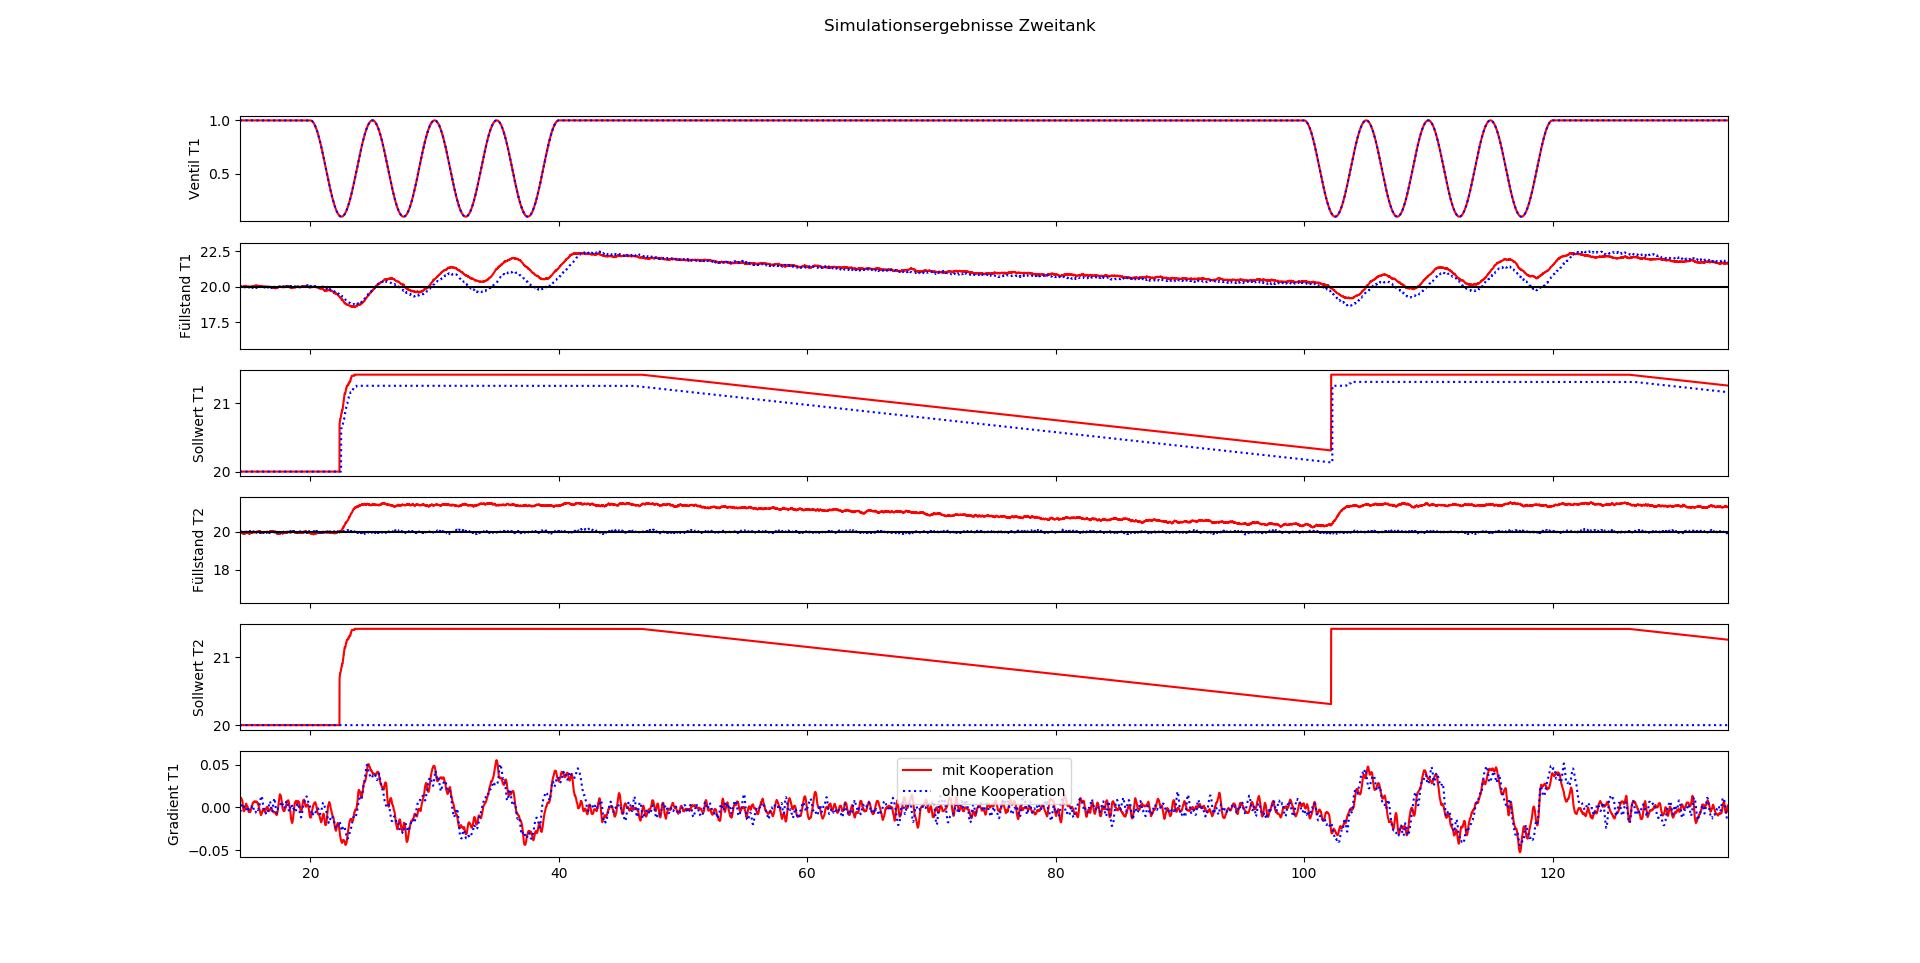 Simulationsergebnisse Zweitank
1.0
0.5
Ventil T1
22.5
20.0
17.5
Füllstand T1
21
20
Sollwert T1
20
18
Füllstand T2
21
20
Sollwert T2
0.05
0.00
−0.05
Gradient T1
mit Kooperation
ohne Kooperation
20 40 60 80 100 120